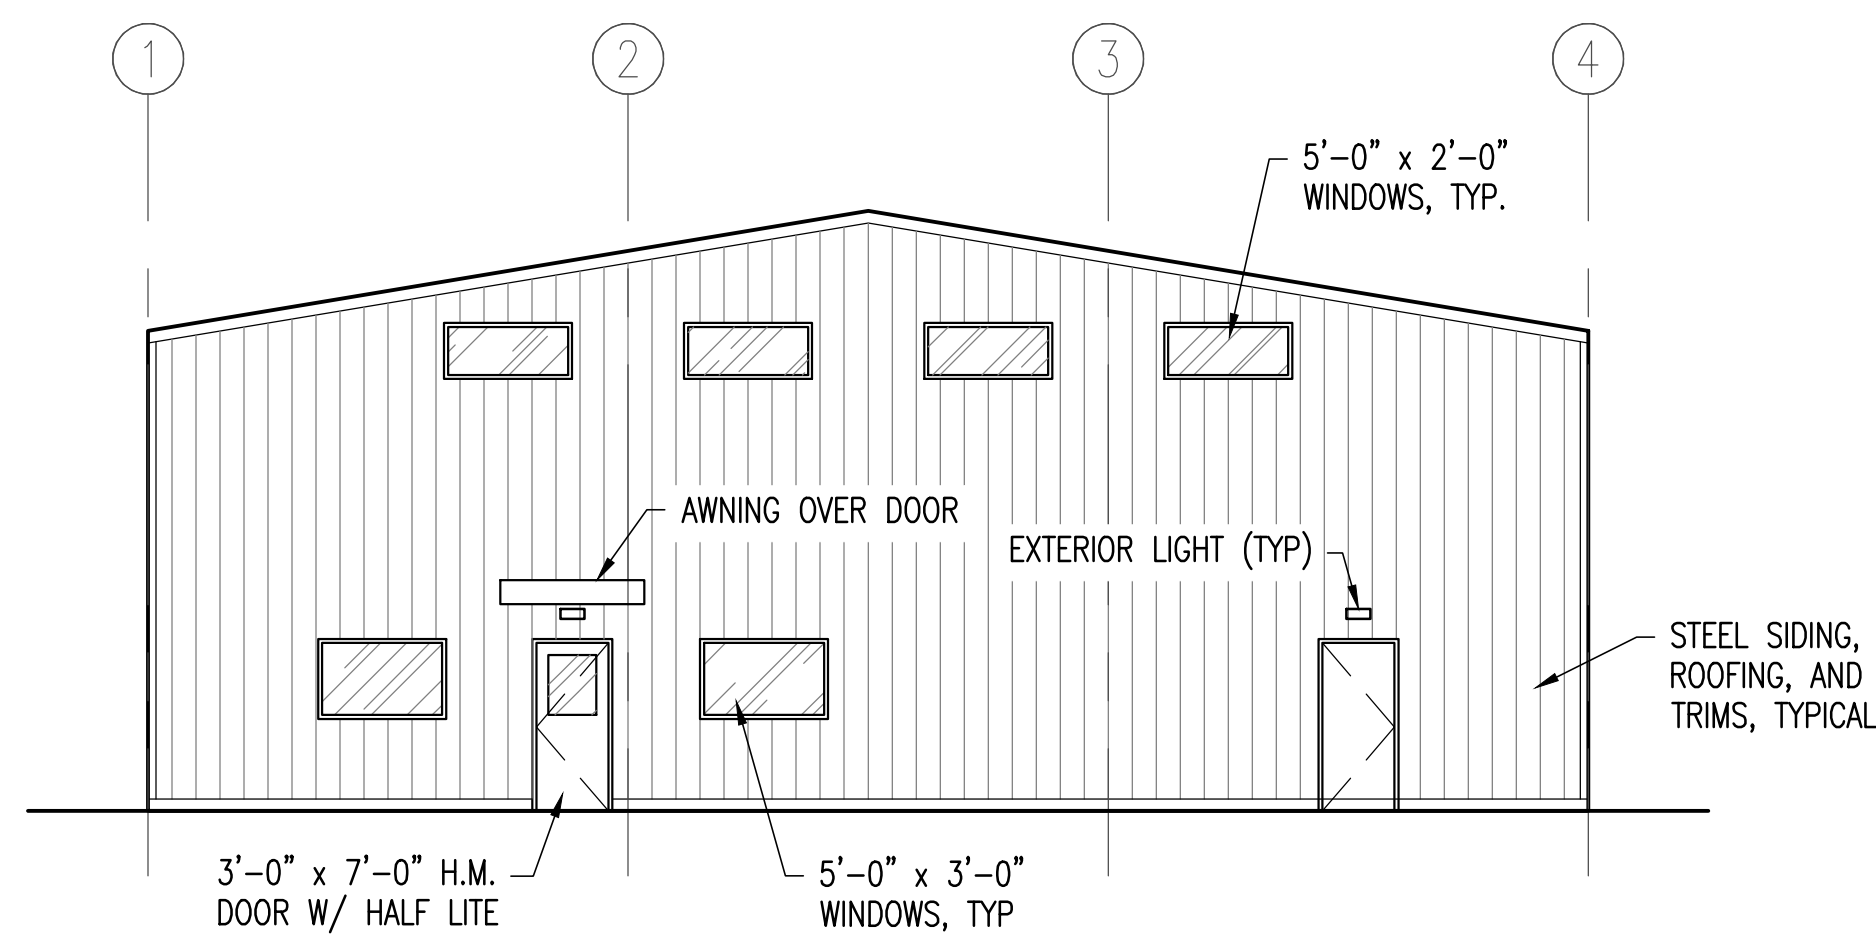 1 2 3 4
5'-0" x 2'-0"
WINDOWS, TYP.
AWNING OVER DOOR
EXTERIOR LIGHT (TYP)
STEEL SIDING,
ROOFING, AND
TRIMS, TYPICAL
3'-0" x 7'-0" H.M.
DOOR W/ HALF LITE
5'-0" x 3'-0"
WINDOWS, TYP